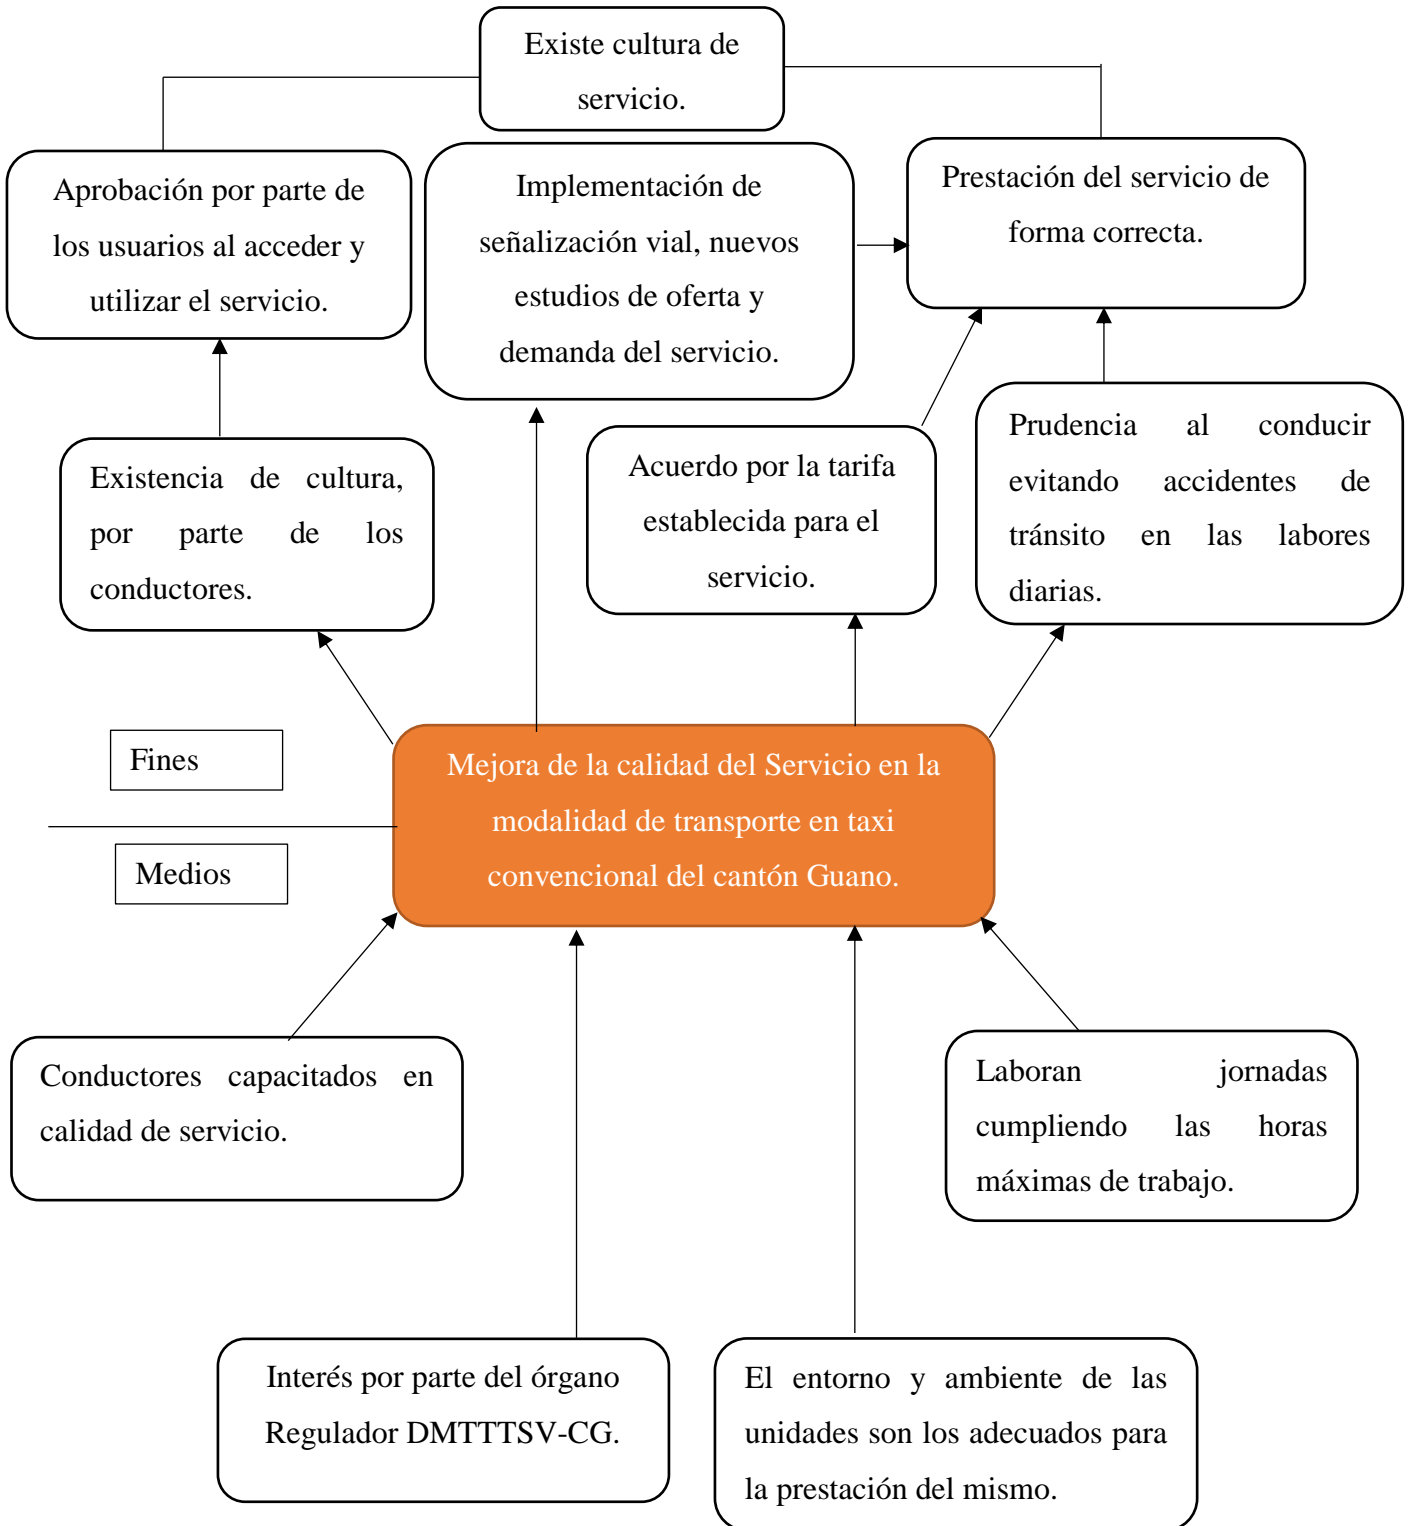 Existe cultura de
servicio.
Aprobación por parte de
los usuarios al acceder y
utilizar el servicio.
Implementación de
señalización vial, nuevos
estudios de oferta y
demanda del servicio.
Prestación del servicio de
forma correcta.
Existencia de cultura,
por parte de los
conductores.
Acuerdo por la tarifa
establecida para el
servicio.
Prudencia al conducir
evitando accidentes de
tránsito en las labores
diarias.
Fines
Medios
Mejora de la calidad del Servicio en la
modalidad de transporte en taxi
convencional del cantón Guano.
Conductores capacitados en
calidad de servicio.
Laboran jornadas
cumpliendo las horas
máximas de trabajo.
Interés por parte del órgano
Regulador DMTTTSV-CG.
El entorno y ambiente de las
unidades son los adecuados para
la prestación del mismo.